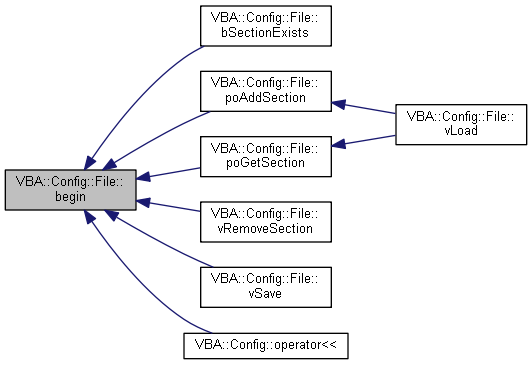 VBA::Config::File::
bSectionExists
VBA::Config::File::
poAddSection
VBA::Config::File::
vLoad
VBA::Config::File::
poGetSection
VBA::Config::File::
begin
VBA::Config::File::
vRemoveSection
VBA::Config::File::
vSave
VBA::Config::operator<<